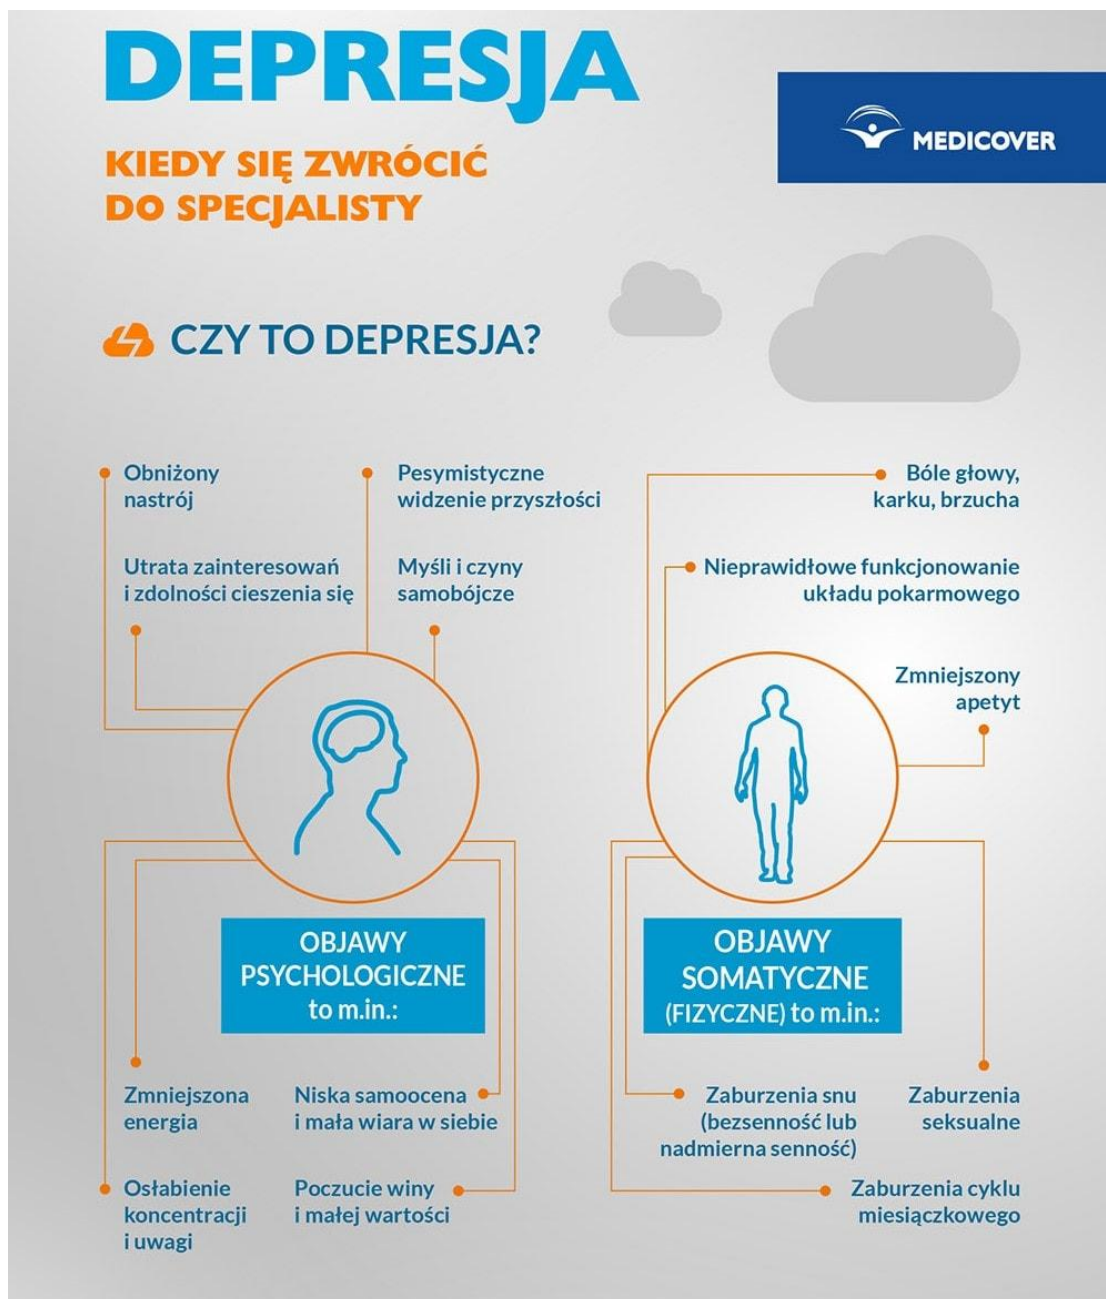 DEPRESJA
KIEDY SIĘ ZWRÓCIĆ
DO SPECJALISTY
MEDICOVER
CZY TO DEPRESJA?
Obniżony
nastrój
Pesymistyczne
widzenie przyszłości
Utrata zainteresowań
i zdolności cieszenia się
Myśli i czyny
samobójcze
Bóle głowy,
karku, brzucha
Nieprawidłowe funkcjonowanie
układu pokarmowego
Zmniejszony
apetyt
OBJAWY
PSYCHOLOGICZNE
to m.in.:
OBJAWY
SOMATYCZNE
(FIZYCZNE) to m.in.:
Zmniejszona
energia
Niska samoocena
i mała wiara w siebie
Osłabienie
koncentracji
i uwagi
Poczucie winy
i małej wartości
Zaburzenia snu
(bezsenność lub
nadmierna senność)
Zaburzenia
seksualne
Zaburzenia cyklu
miesiączkowego